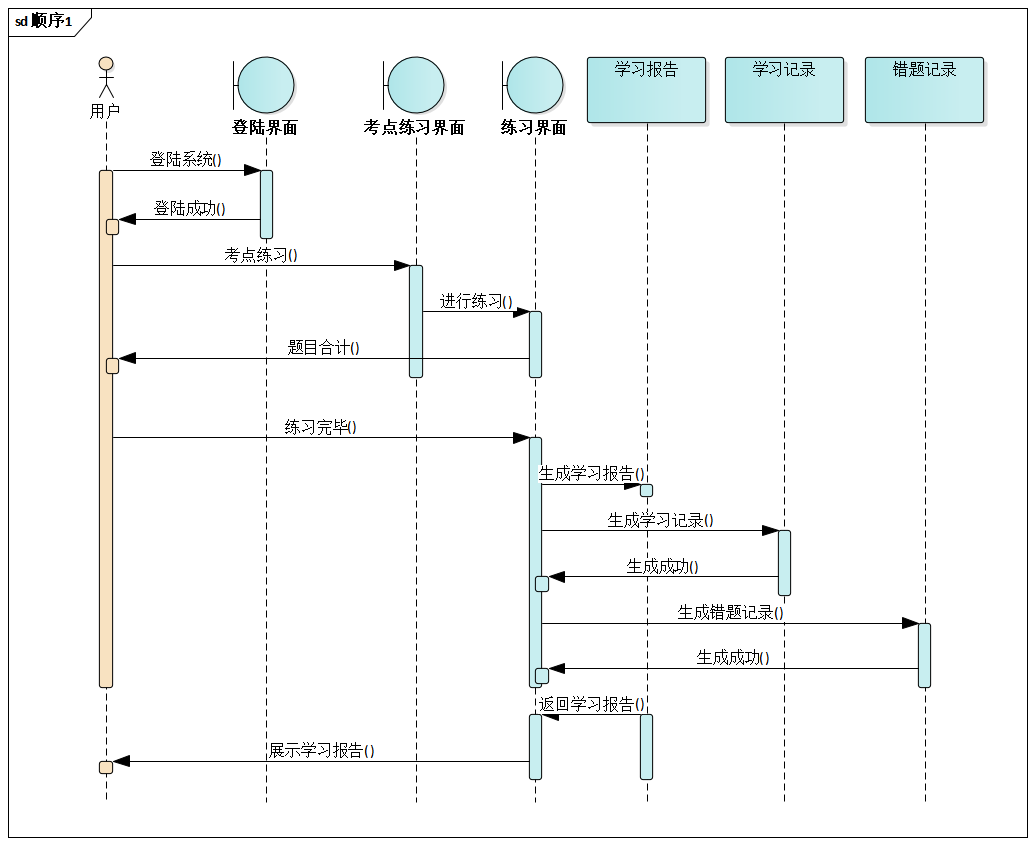 sd 顺序1
用户
登陆界面
考点练习界面
练习界面
学习报告
学习记录
错题记录
登陆系统()
登陆成功()
考点练习()
进行练习()
题目合计()
练习完毕()
生成学习报告()
生成学习记录()
生成成功()
生成错题记录()
生成成功()
返回学习报告()
展示学习报告()